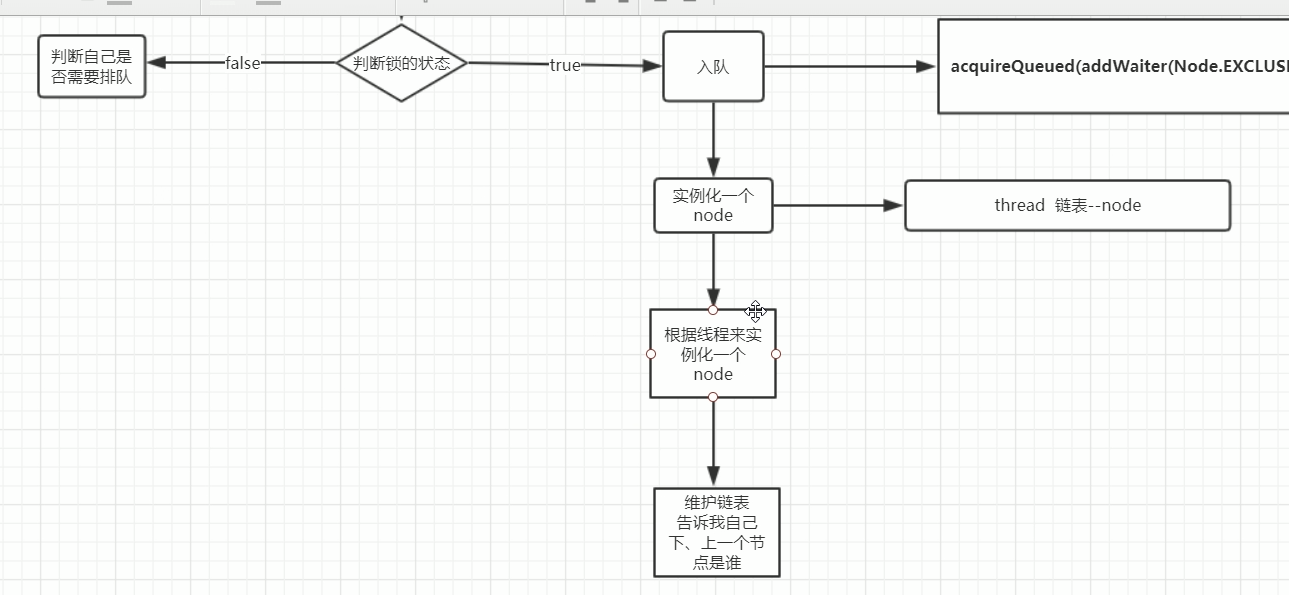 判断自己是
否需要排队
false
判断锁的状态
true
入队
acquireQueued(addWaiter(Node.EXCLUSI
实例化一个
node
thread 链表--node
根据线程来实
例化一个
node
维护链表
告诉我自己
下、上一个节
点是谁